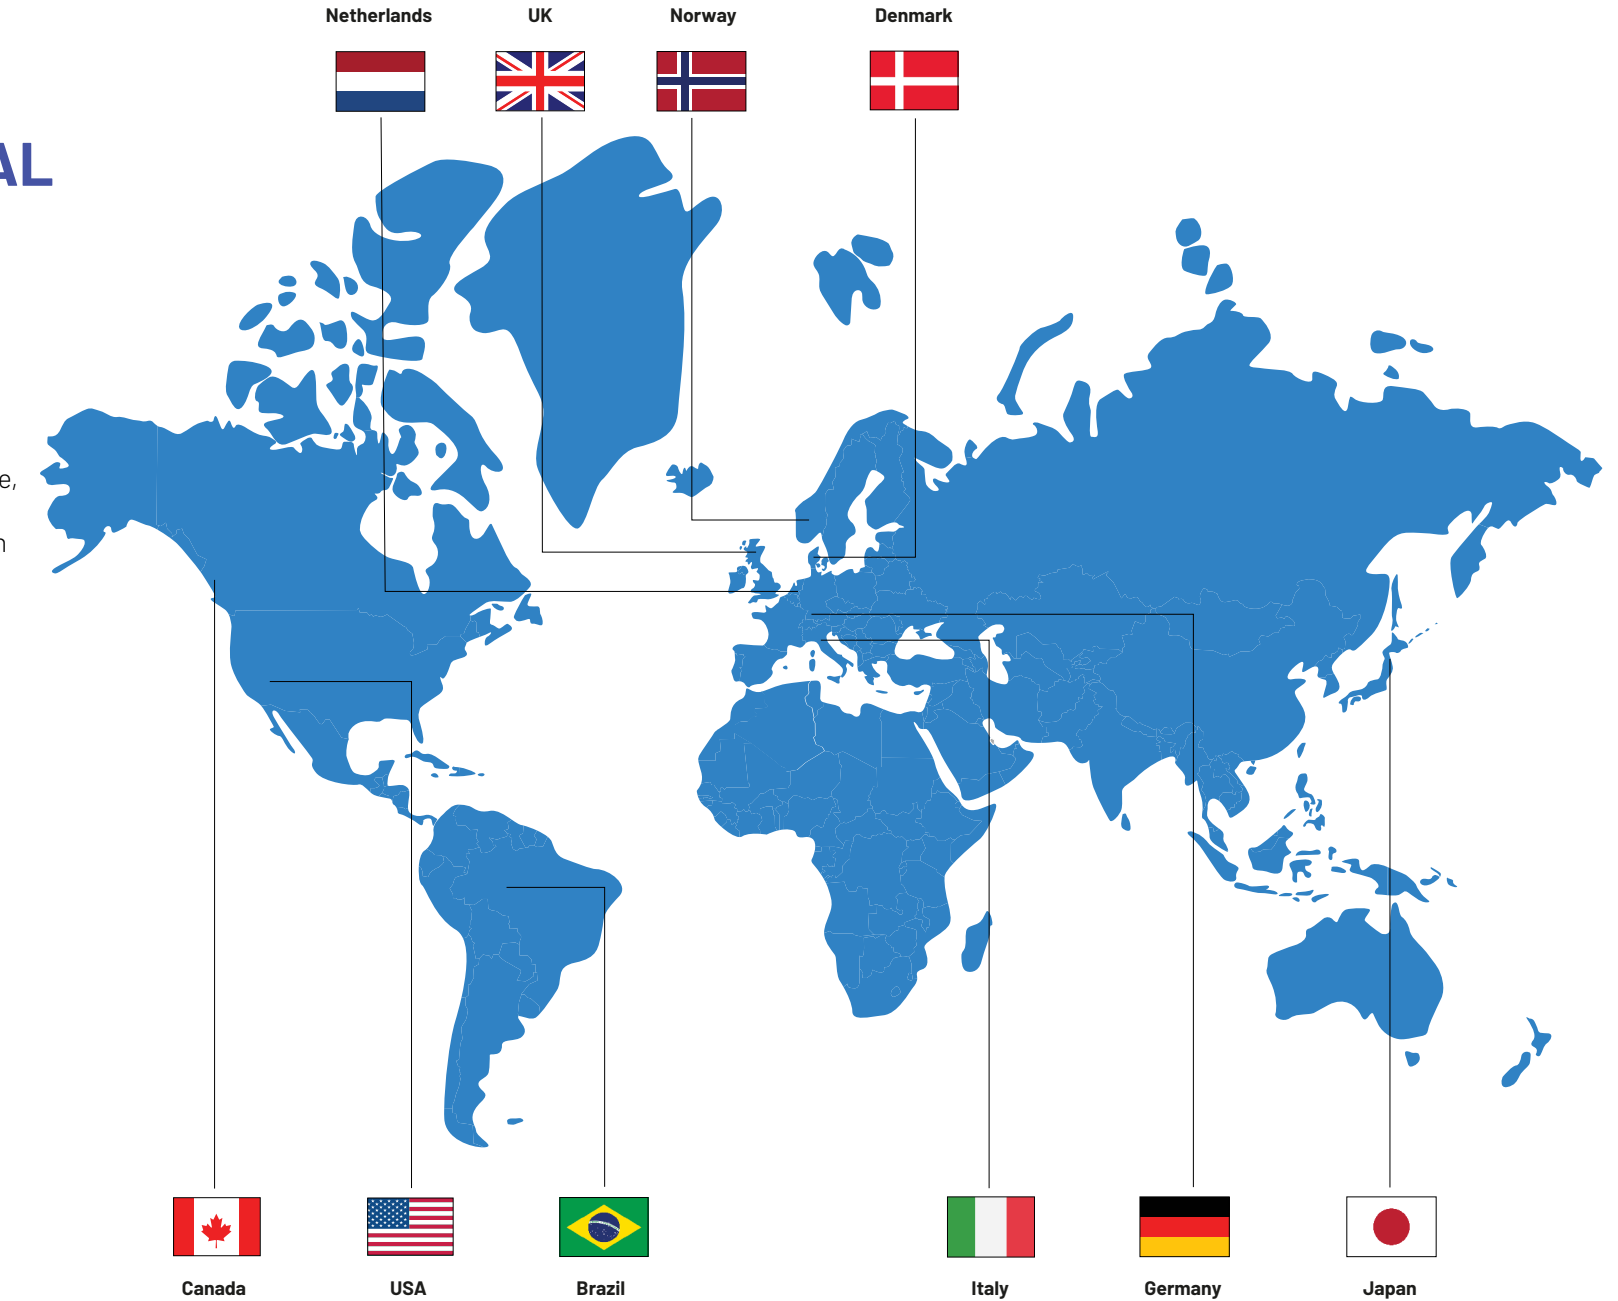 Netherlands UK Norway Denmark
AL
e,
n
Canada USA Brazil Italy Germany Japan